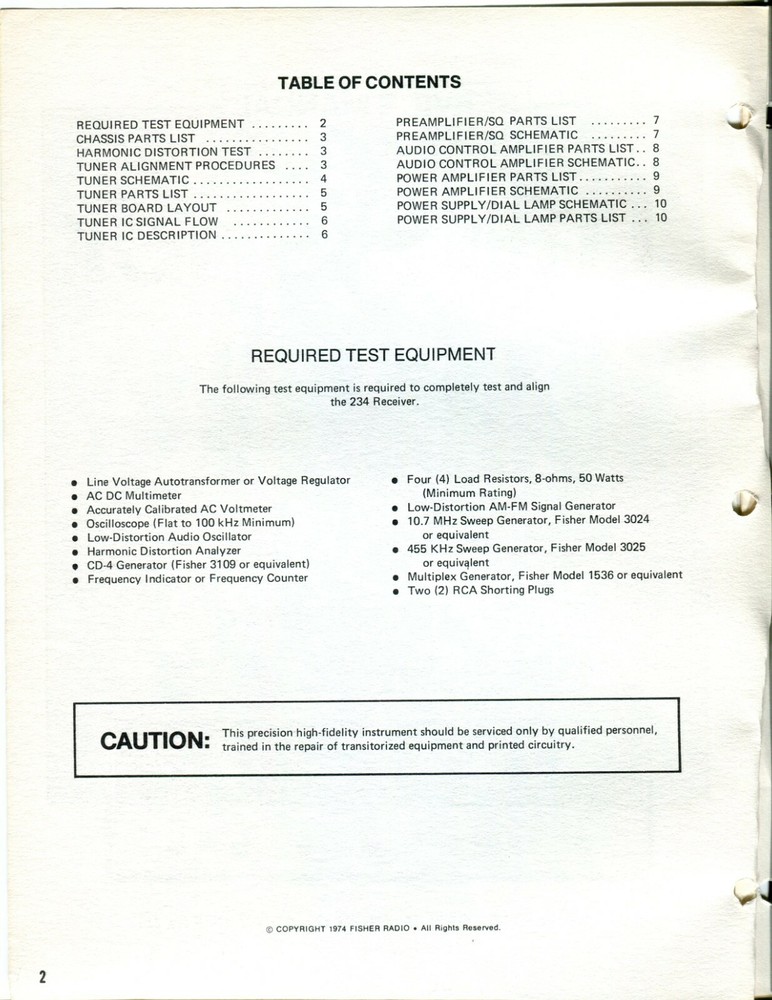 TABLE OF CONTENTS
REQUIRED TEST EQUIPMENT ......... 2
CHASSIS PARTS LIST ................ 3
HARMONIC DISTORTION TEST ........ 3
TUNER ALIGNMENT PROCEDURES .... 3
TUNER SCHEMATIC ................. 4
TUNER PARTS LIST ................. 5
TUNER BOARD LAYOUT ............ 5
TUNER IC SIGNAL FLOW ............ 6
TUNER IC DESCRIPTION .............. 6
PREAMPLIFIER/SQ PARTS LIST ......... 7
PREAMPLIFIER/SQ SCHEMATIC ......... 7
AUDIO CONTROL AMPLIFIER PARTS LIST .. 8
AUDIO CONTROL AMPLIFIER SCHEMATIC .. 8
POWER AMPLIFIER PARTS LIST .......... 9
POWER AMPLIFIER SCHEMATIC .......... 9
POWER SUPPLY/DIAL LAMP SCHEMATIC ... 10
POWER SUPPLY/DIAL LAMP PARTS LIST ... 10
REQUIRED TEST EQUIPMENT
The following test equipment is required to completely test and align
the 234 Receiver.
● Line Voltage Autotransformer or Voltage Regulator
● AC DC Multimeter
● Accurately Calibrated AC Voltmeter
● Oscilloscope (Flat to 100 kHz Minimum)
● Low-Distortion Audio Oscillator
● Harmonic Distortion Analyzer
● CD-4 Generator (Fisher 3109 or equivalent)
● Frequency Indicator or Frequency Counter
● Four (4) Load Resistors, 8-ohms, 50 Watts
(Minimum Rating)
● Low-Distortion AM-FM Signal Generator
● 10.7 MHz Sweep Generator, Fisher Model 3024
or equivalent
● 455 KHz Sweep Generator, Fisher Model 3025
or equivalent
● Multiplex Generator, Fisher Model 1536 or equivalent
● Two (2) RCA Shorting Plugs
CAUTION: This precision high-fidelity instrument should be serviced only by qualified personnel,
trained in the repair of transitorized equipment and printed circuitry.
© COPYRIGHT 1974 FISHER RADIO • All Rights Reserved.
2